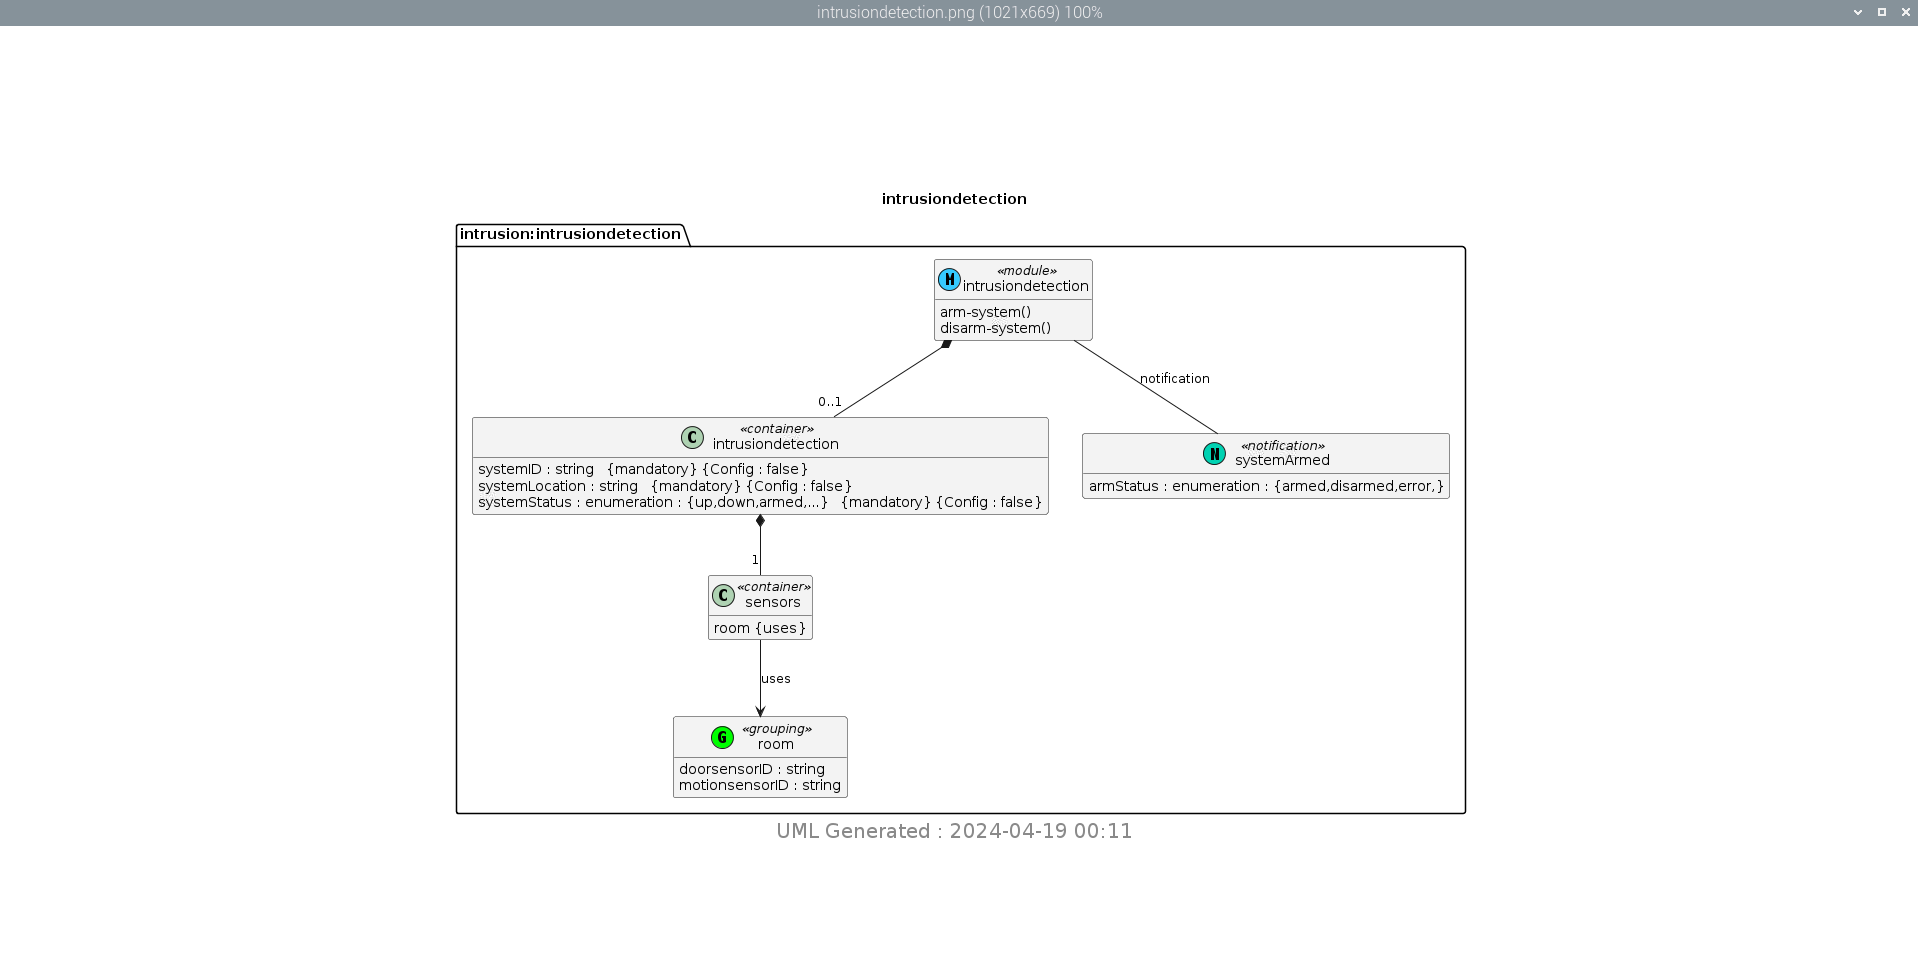 intrusiondetection.png (1021x669) 100%
intrusiondetection
intrusion:intrusiondetection
M
«module»
intrusiondetection
arm-system()
disarm-system()
0..1
notification
C
«container»
intrusiondetection
systemID : string {mandatory} {Config : false}
systemLocation : string {mandatory} {Config : false}
systemStatus : enumeration : {up,down,armed,...} {mandatory} {Config : false}
N
«notification»
systemArmed
armStatus : enumeration : {armed,disarmed,error,}
1
C
«container»
sensors
room {uses}
uses
G
«grouping»
room
doorsensorID : string
motionsensorID : string
UML Generated : 2024-04-19 00:11